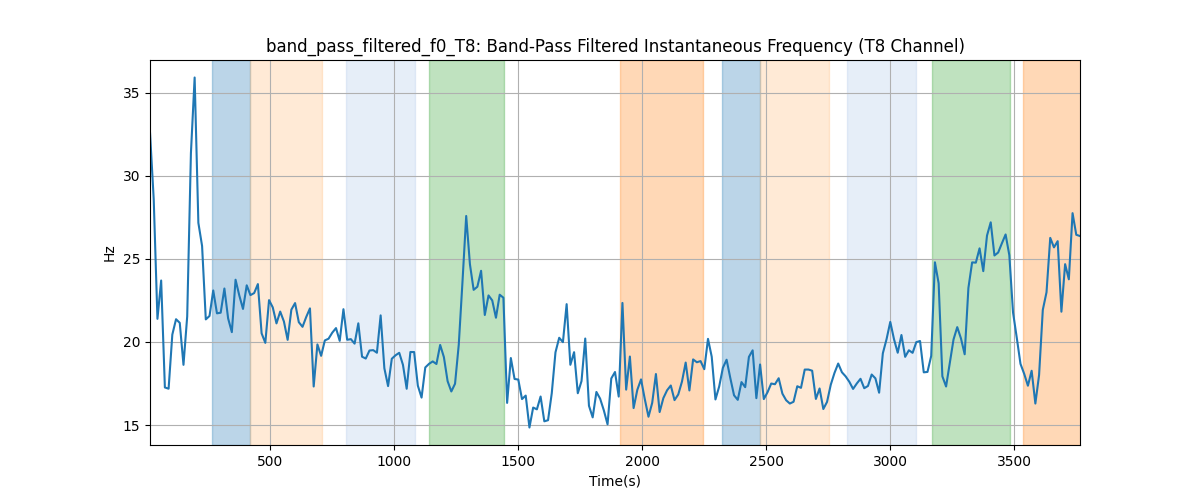 band_pass_filtered_f0_T8: Band-Pass Filtered Instantaneous Frequency (T8 Channel)
35
30
25
20
15
Hz
500 1000 1500 2000 2500 3000 3500
Time(s)